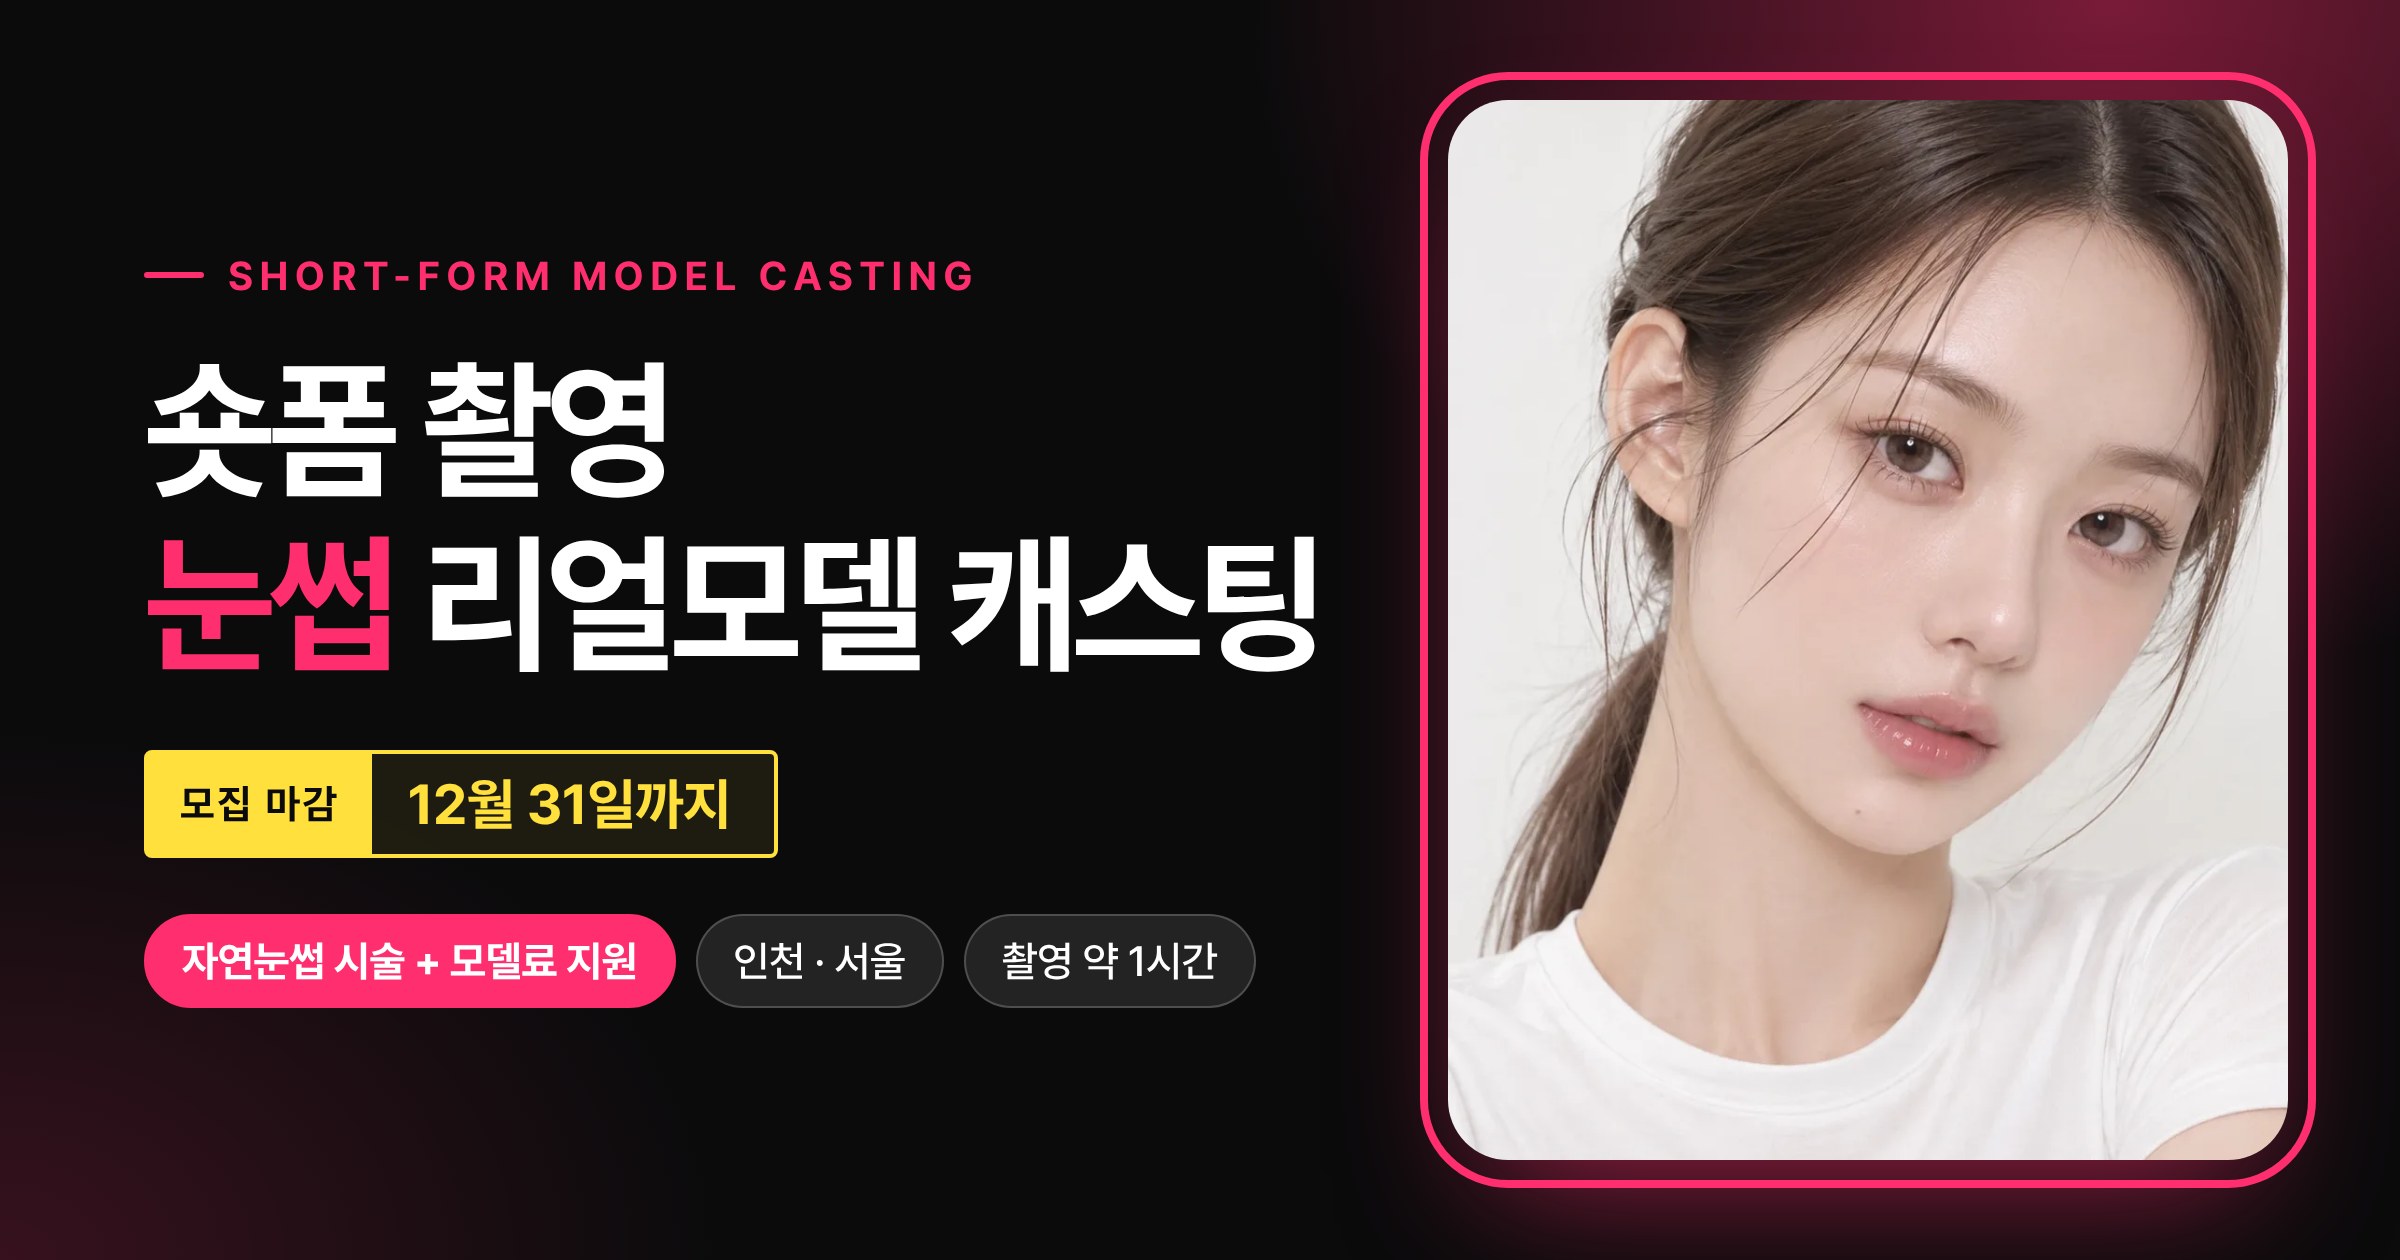 SHORT-FORM MODEL CASTING
숏폼 촬영
눈썹 리얼모델 캐스팅
모집 마감 12월 31일까지
자연눈썹 시술 + 모델료 지원 인천 · 서울 촬영 약 1시간